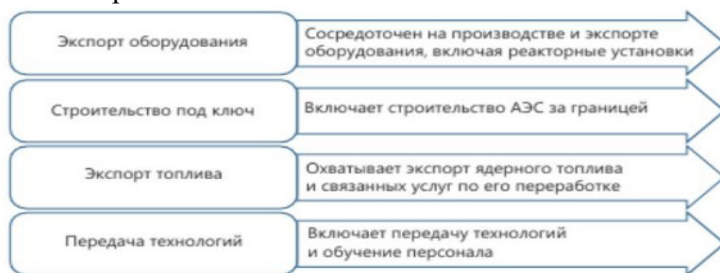 Экспорт оборудования
Сосредоточен на производстве и экспорте
оборудования, включая реакторные установки
Строительство под ключ
Включает строительство АЭС за границей
Экспорт топлива
Охватывает экспорт ядерного топлива
и связанных услуг по его переработке
Передача технологий
Включает передачу технологий
и обучение персонала